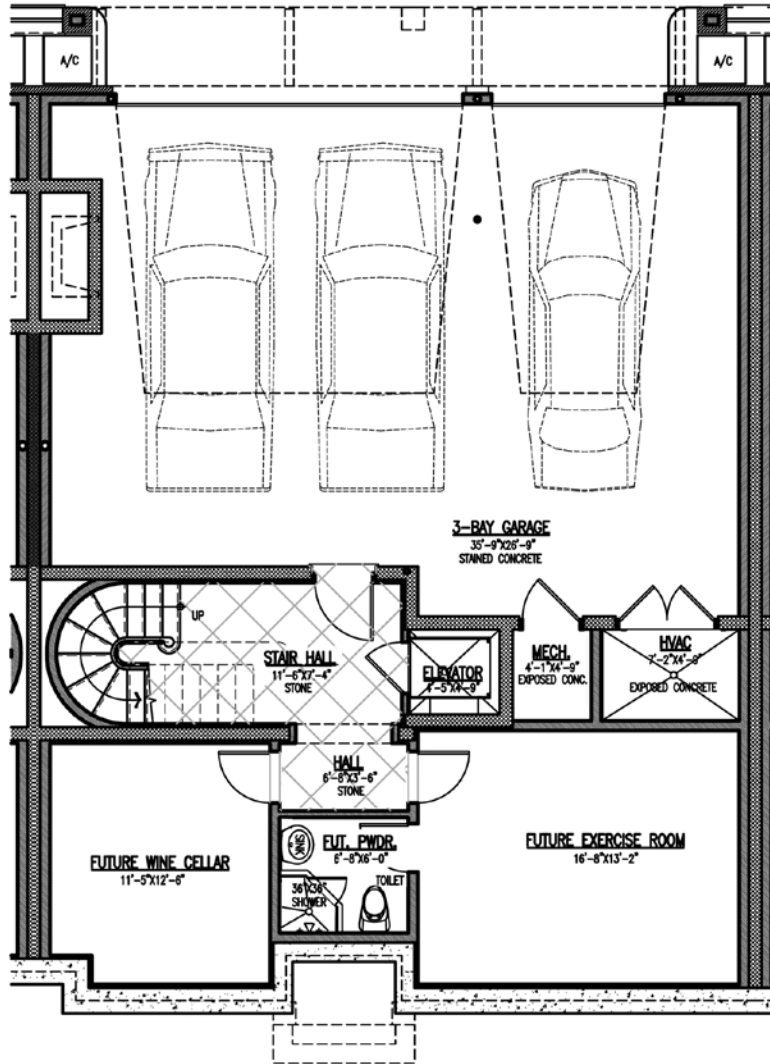 A/C
A/C
3-BAY GARAGE
35'-9"X26'-9"
STAINED CONCRETE
UP
STAIR HALL
11'-6"X7'-4"
STONE
ELEVATOR
4'-5"X4'-9"
MECH.
4'-1"X4'-9"
EXPOSED CONC.
HVAC
7'-2"X4'-9"
EXPOSED CONCRETE
HALL
6'-8"X3'-6"
STONE
FUTURE WINE CELLAR
11'-5"X12'-6"
SINK
FUT. PWDR.
6'-8"X6'-0"
TOILET
36"X36"
SHOWER
FUTURE EXERCISE ROOM
16'-8"X13'-2"